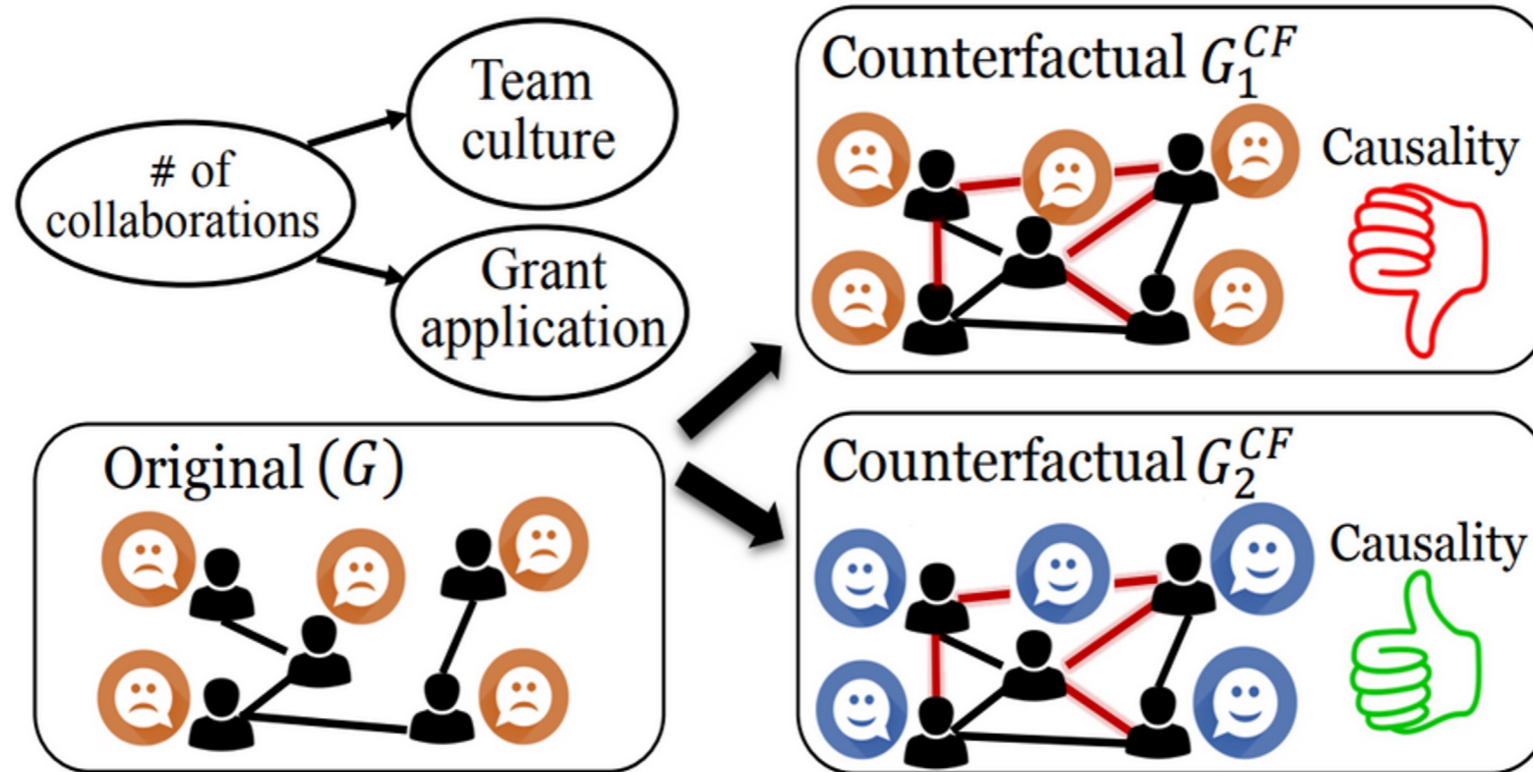 Team
culture
# of
collaborations
Grant
application
Original (G)
Counterfactual G₁ᶜᶠ
Causality
Counterfactual G₂ᶜᶠ
Causality